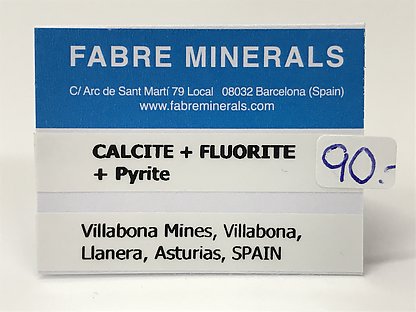 FABRE MINERALS
C/ Arc de Sant Martí 79 Local   08032 Barcelona (Spain)
www.fabreminerals.com
CALCITE + FLUORITE
+ Pyrite
90.-
Villabona Mines, Villabona,
Llanera, Asturias, SPAIN